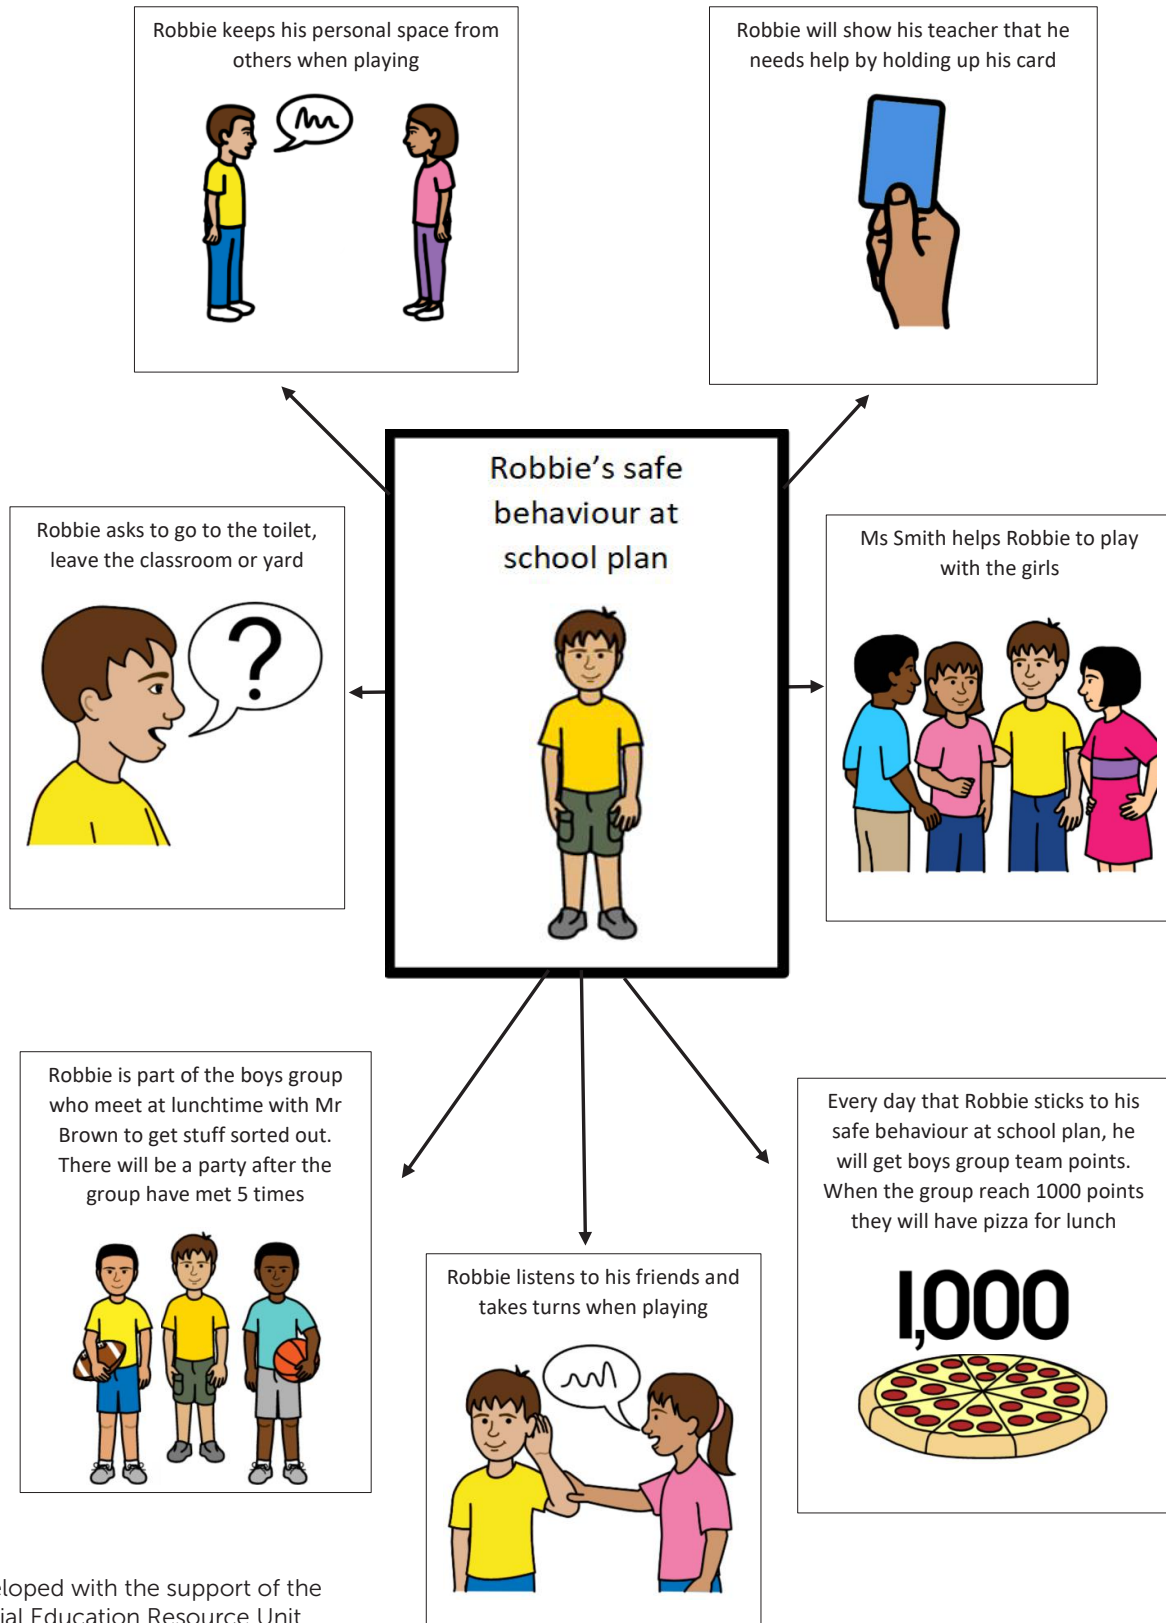 Robbie keeps his personal space from
others when playing
Robbie will show his teacher that he
needs help by holding up his card
Robbie's safe
behaviour at
school plan
Robbie asks to go to the toilet,
leave the classroom or yard
?
Ms Smith helps Robbie to play
with the girls
Robbie is part of the boys group
who meet at lunchtime with Mr
Brown to get stuff sorted out.
There will be a party after the
group have met 5 times
Robbie listens to his friends and
takes turns when playing
Every day that Robbie sticks to his
safe behaviour at school plan, he
will get boys group team points.
When the group reach 1000 points
they will have pizza for lunch
1,000
eloped with the support of the
ial Education Resource Unit